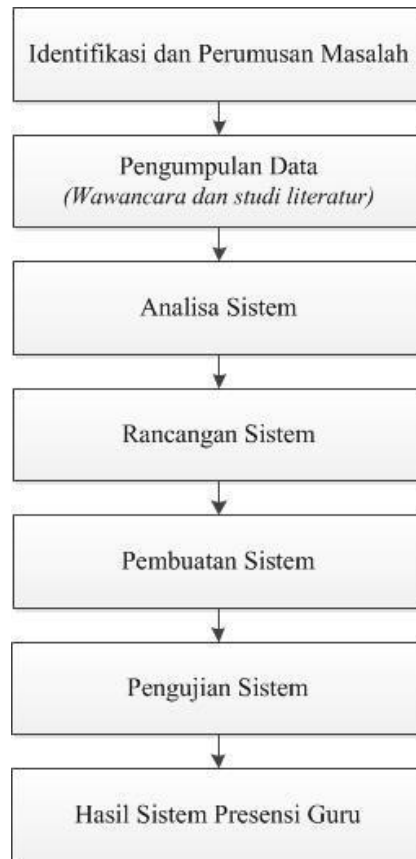 Identifikasi dan Perumusan Masalah
Pengumpulan Data
(Wawancara dan studi literatur)
Analisa Sistem
Rancangan Sistem
Pembuatan Sistem
Pengujian Sistem
Hasil Sistem Presensi Guru